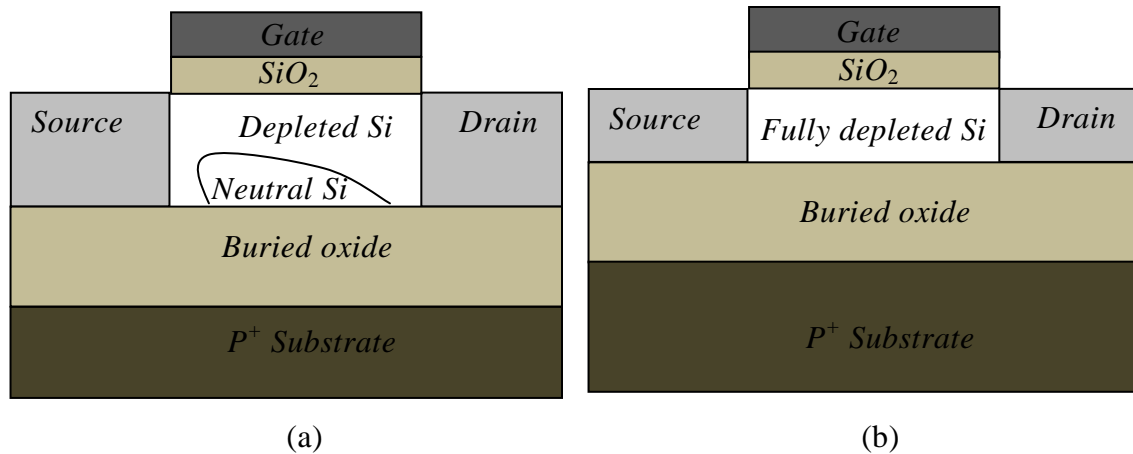 Gate
SiO₂
Source
Depleted Si
Drain
Neutral Si
Buried oxide
P⁺ Substrate
(a)
Gate
SiO₂
Source
Fully depleted Si
Drain
Buried oxide
P⁺ Substrate
(b)